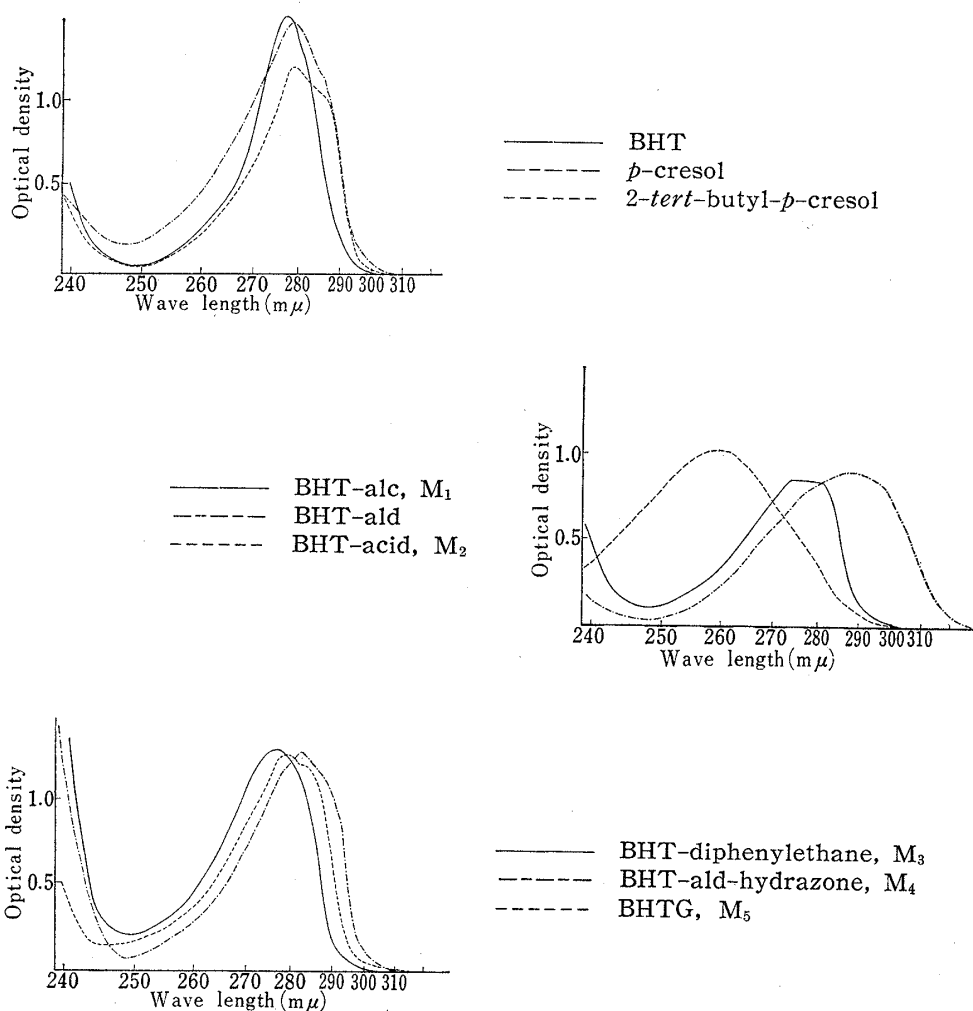 Optical density
1.0
0.5
240 250 260 270 280 290 300 310
Wave length(mμ)
BHT
p-cresol
2-tert-butyl-p-cresol
BHT-alc, M₁
BHT-ald
BHT-acid, M₂
Optical density
1.0
0.5
240 250 260 270 280 290 300 310
Wave length(mμ)
Optical density
1.0
0.5
240 250 260 270 280 290 300 310
Wave length(mμ)
BHT-diphenylethane, M₃
BHT-ald-hydrazone, M₄
BHTG, M₅